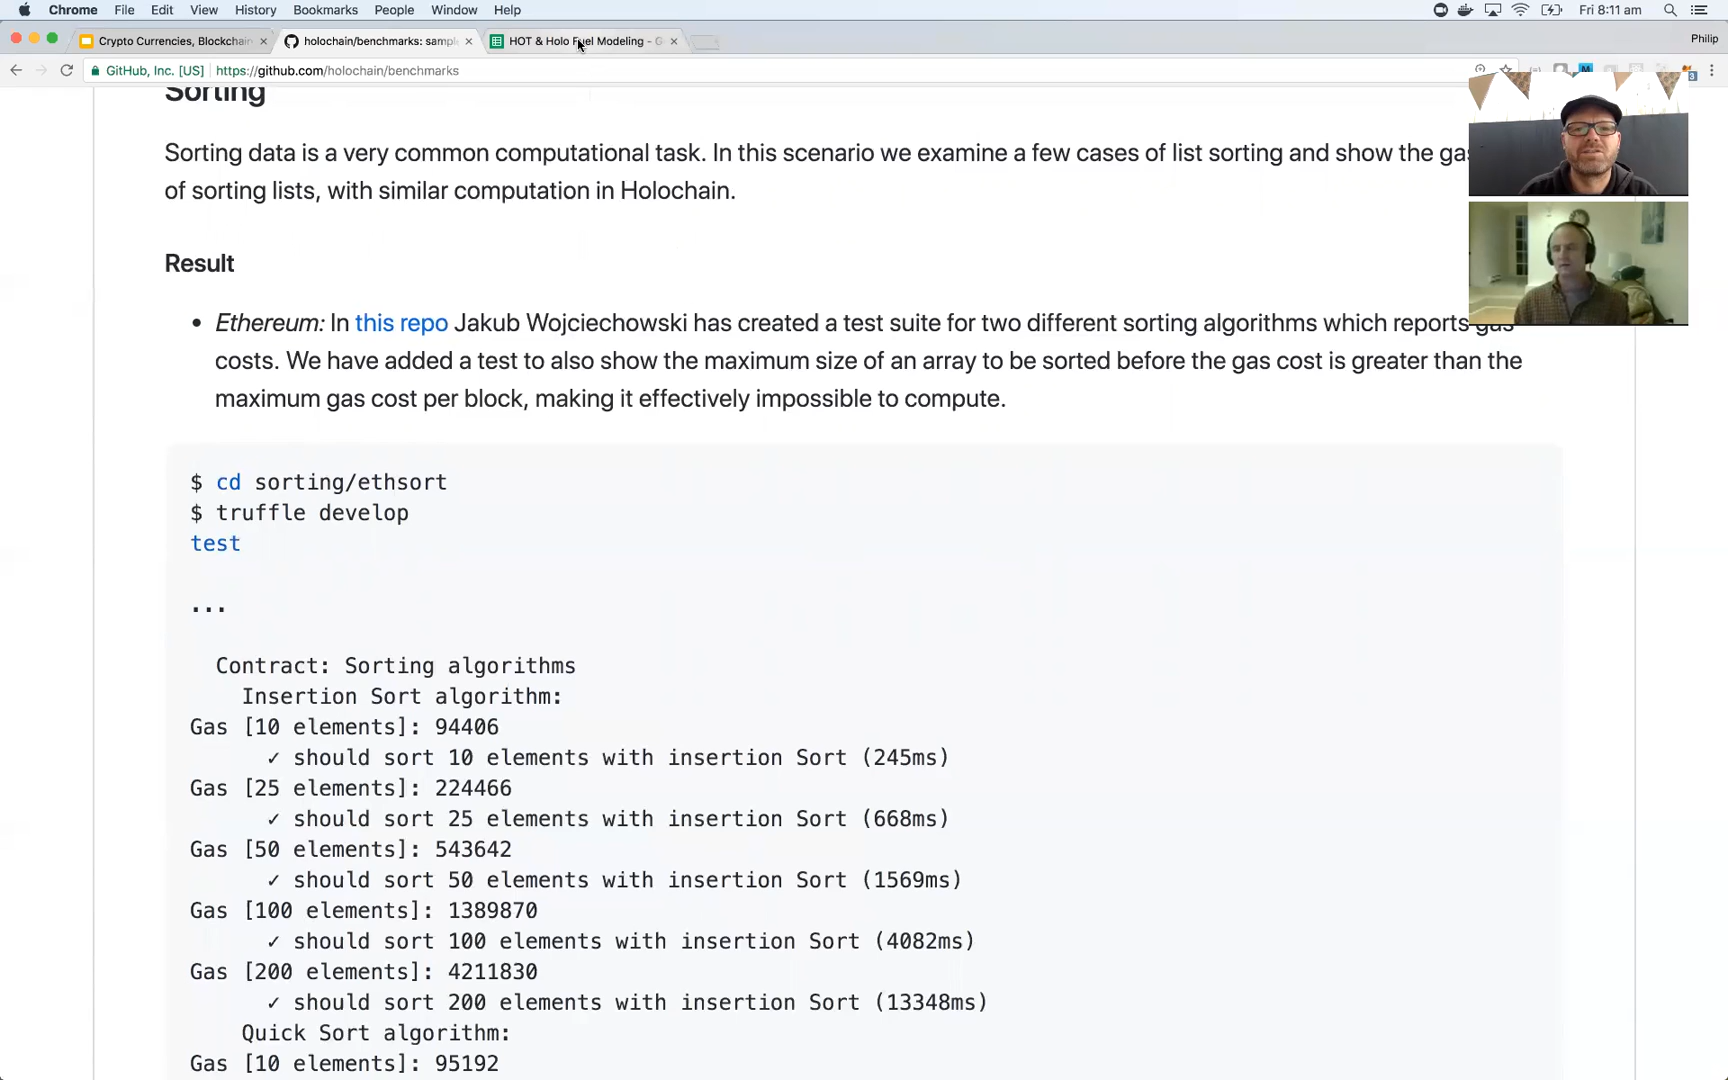 Chrome File Edit View History Bookmarks People Window Help Fri 8:11 am
Crypto Currencies, Blockchain holochain/benchmarks: sampl HOT & Holo Fuel Modeling - G Philip
GitHub, Inc. [US] https://github.com/holochain/benchmarks
Sorting
Sorting data is a very common computational task. In this scenario we examine a few cases of list sorting and show the gas
of sorting lists, with similar computation in Holochain.
Result
• Ethereum: In this repo Jakub Wojciechowski has created a test suite for two different sorting algorithms which reports gas
costs. We have added a test to also show the maximum size of an array to be sorted before the gas cost is greater than the
maximum gas cost per block, making it effectively impossible to compute.
$ cd sorting/ethsort
$ truffle develop
test
...
Contract: Sorting algorithms
Insertion Sort algorithm:
Gas [10 elements]: 94406
✓ should sort 10 elements with insertion Sort (245ms)
Gas [25 elements]: 224466
✓ should sort 25 elements with insertion Sort (668ms)
Gas [50 elements]: 543642
✓ should sort 50 elements with insertion Sort (1569ms)
Gas [100 elements]: 1389870
✓ should sort 100 elements with insertion Sort (4082ms)
Gas [200 elements]: 4211830
✓ should sort 200 elements with insertion Sort (13348ms)
Quick Sort algorithm:
Gas [10 elements]: 95192